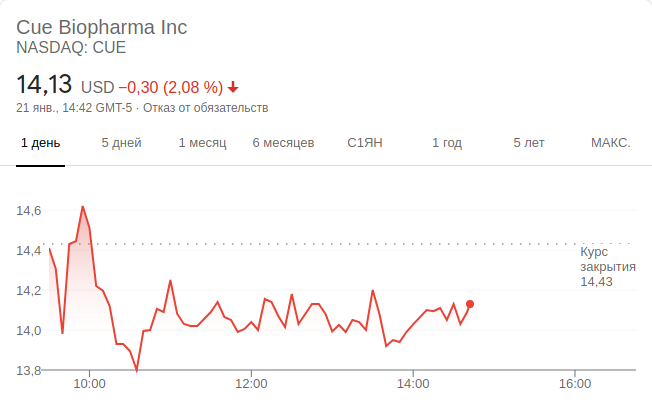 Cue Biopharma Inc
NASDAQ: CUE
14,13 USD −0,30 (2,08 %)
21 янв., 14:42 GMT-5 · Отказ от обязательств
1 день 5 дней 1 месяц 6 месяцев С1ЯН 1 год 5 лет МАКС.
14,6
14,4
Курс
закрытия
14,43
14,2
14,0
13,8
10:00 12:00 14:00 16:00